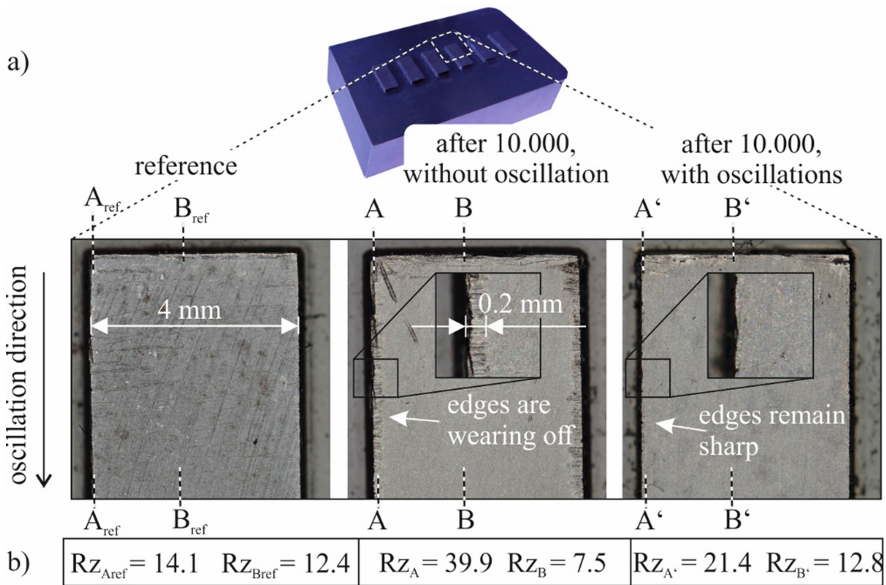 a)
reference
after 10.000,
without oscillation
after 10.000,
with oscillations
A_ref
B_ref
A
B
A‘
B‘
oscillation direction
4 mm
0.2 mm
edges are
wearing off
edges remain
sharp
A_ref
B_ref
A
B
A‘
B‘
b)
Rz_Aref = 14.1 Rz_Bref = 12.4
Rz_A = 39.9 Rz_B = 7.5
Rz_A‘ = 21.4 Rz_B‘ = 12.8